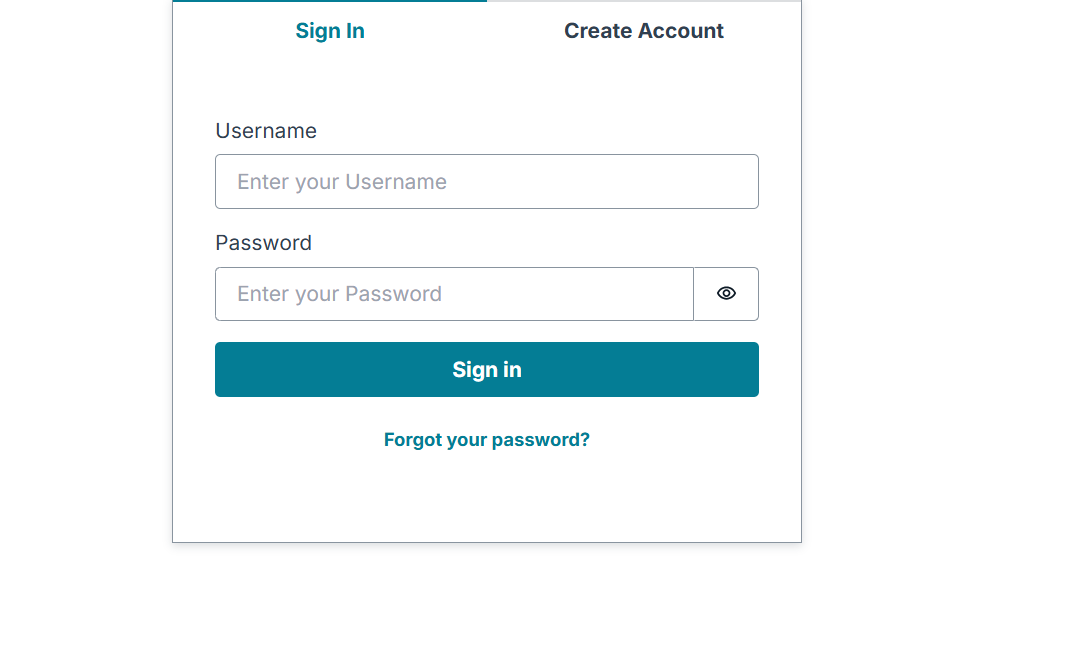 Sign In
Create Account
Username
Enter your Username
Password
Enter your Password
Sign in
Forgot your password?